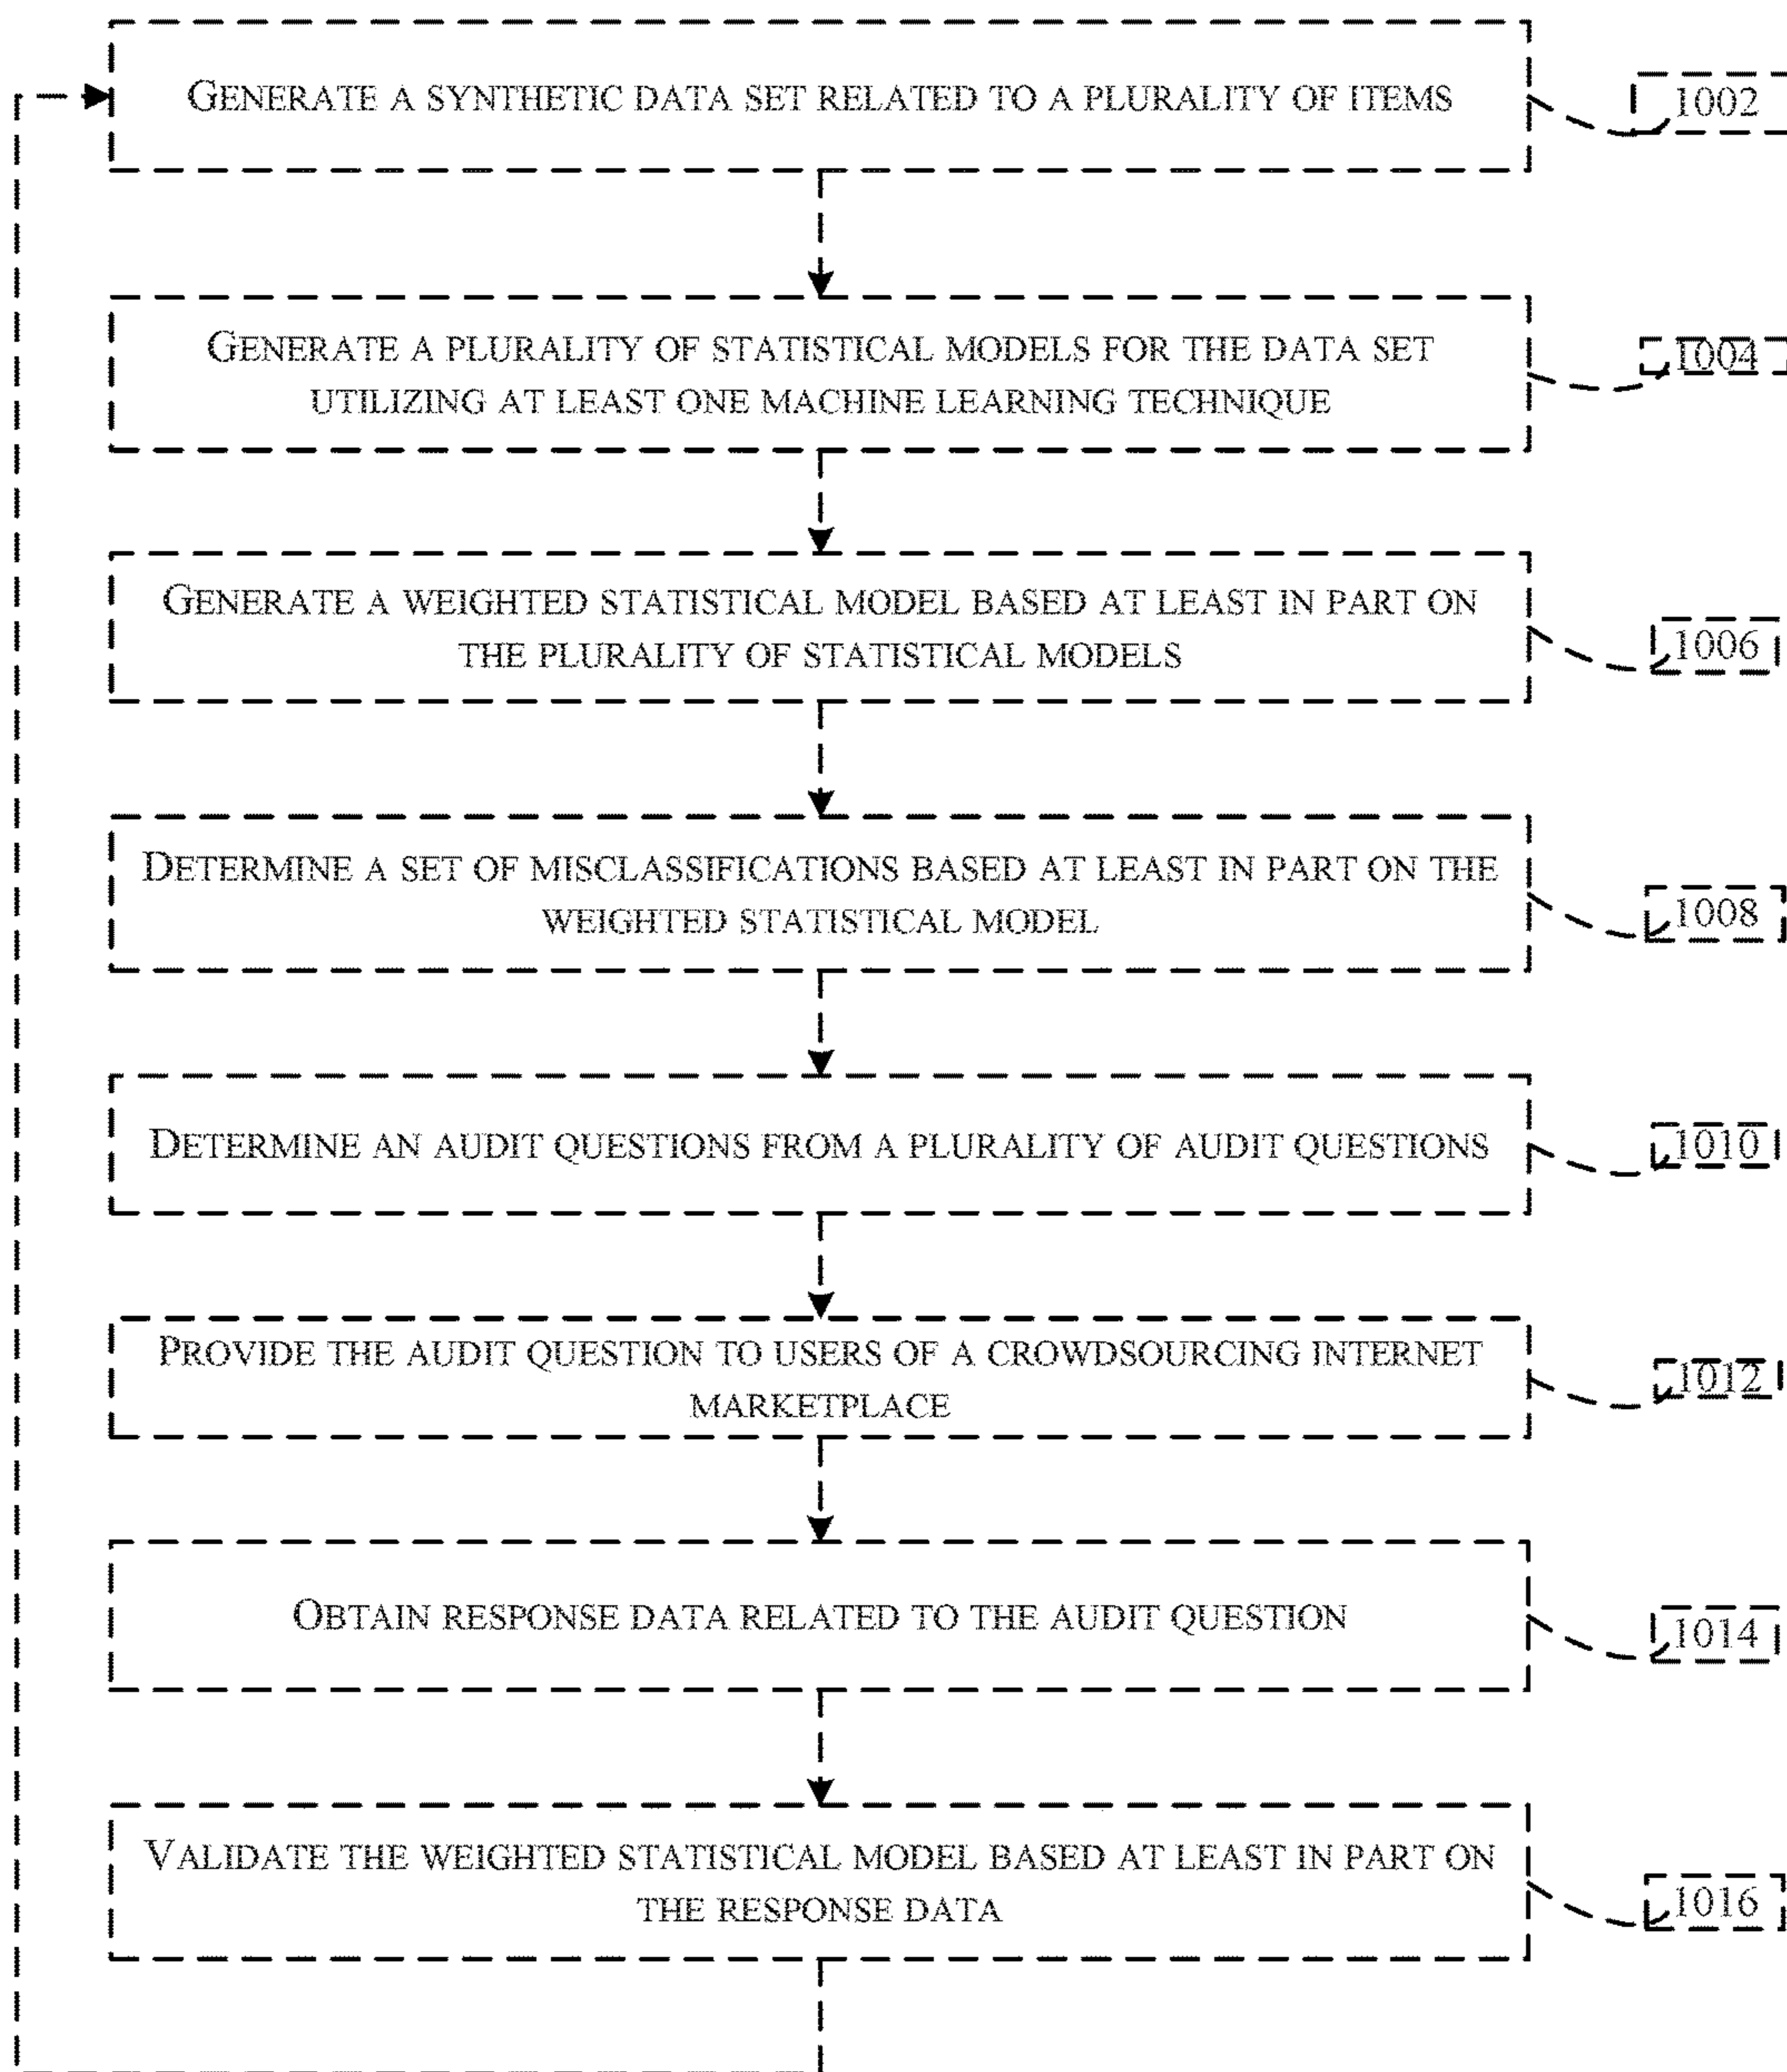 GENERATE A SYNTHETIC DATA SET RELATED TO A PLURALITY OF ITEMS
1002
GENERATE A PLURALITY OF STATISTICAL MODELS FOR THE DATA SET
UTILIZING AT LEAST ONE MACHINE LEARNING TECHNIQUE
1004
GENERATE A WEIGHTED STATISTICAL MODEL BASED AT LEAST IN PART ON
THE PLURALITY OF STATISTICAL MODELS
1006
DETERMINE A SET OF MISCLASSIFICATIONS BASED AT LEAST IN PART ON THE
WEIGHTED STATISTICAL MODEL
1008
DETERMINE AN AUDIT QUESTIONS FROM A PLURALITY OF AUDIT QUESTIONS
1010
PROVIDE THE AUDIT QUESTION TO USERS OF A CROWDSOURCING INTERNET
MARKETPLACE
1012
OBTAIN RESPONSE DATA RELATED TO THE AUDIT QUESTION
1014
VALIDATE THE WEIGHTED STATISTICAL MODEL BASED AT LEAST IN PART ON
THE RESPONSE DATA
1016